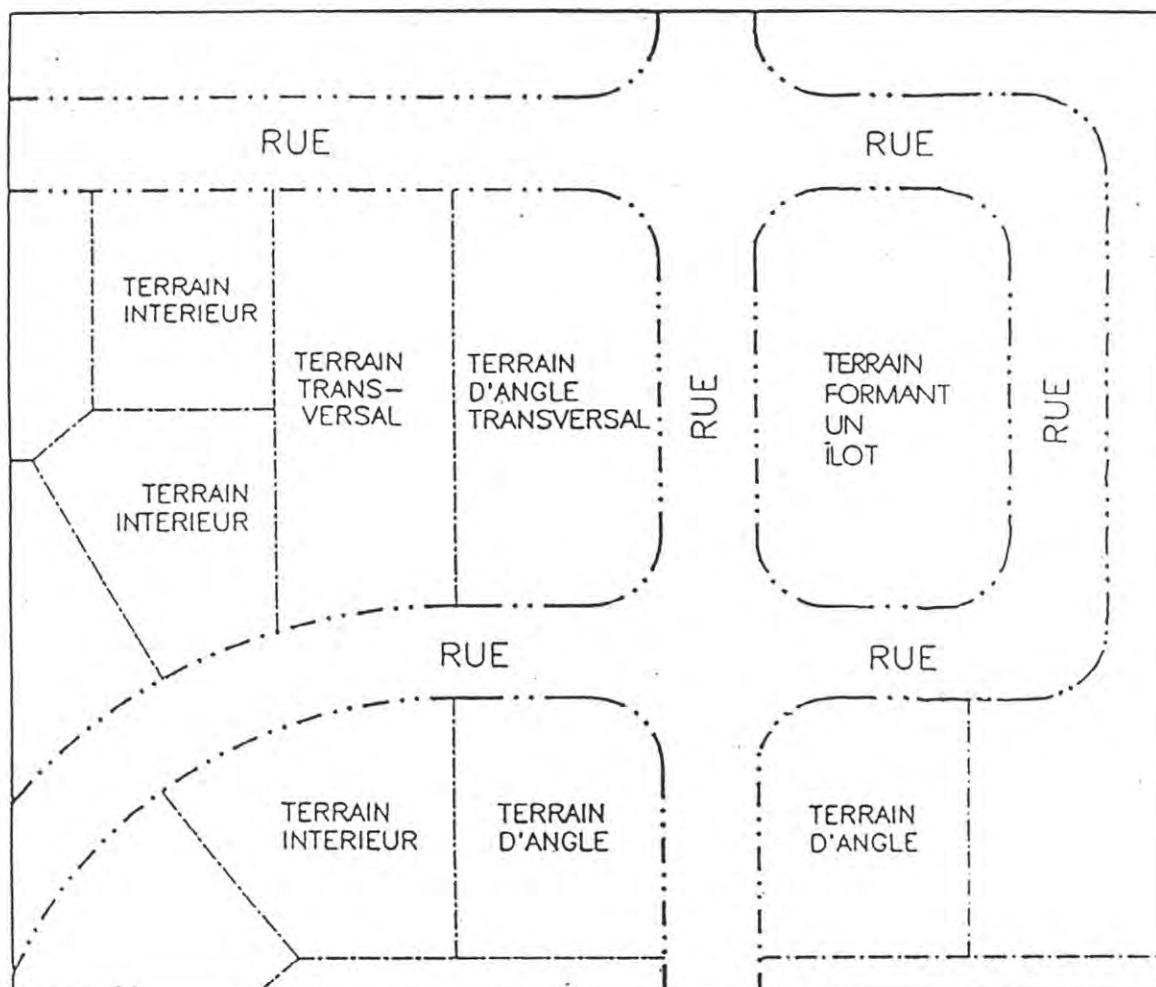 RUE
RUE
TERRAIN
INTERIEUR
TERRAIN
TRANS-
VERSAL
TERRAIN
D'ANGLE
TRANSVERSAL
RUE
TERRAIN
FORMANT
UN
ÎLOT
RUE
TERRAIN
INTERIEUR
RUE
RUE
TERRAIN
INTERIEUR
TERRAIN
D'ANGLE
TERRAIN
D'ANGLE